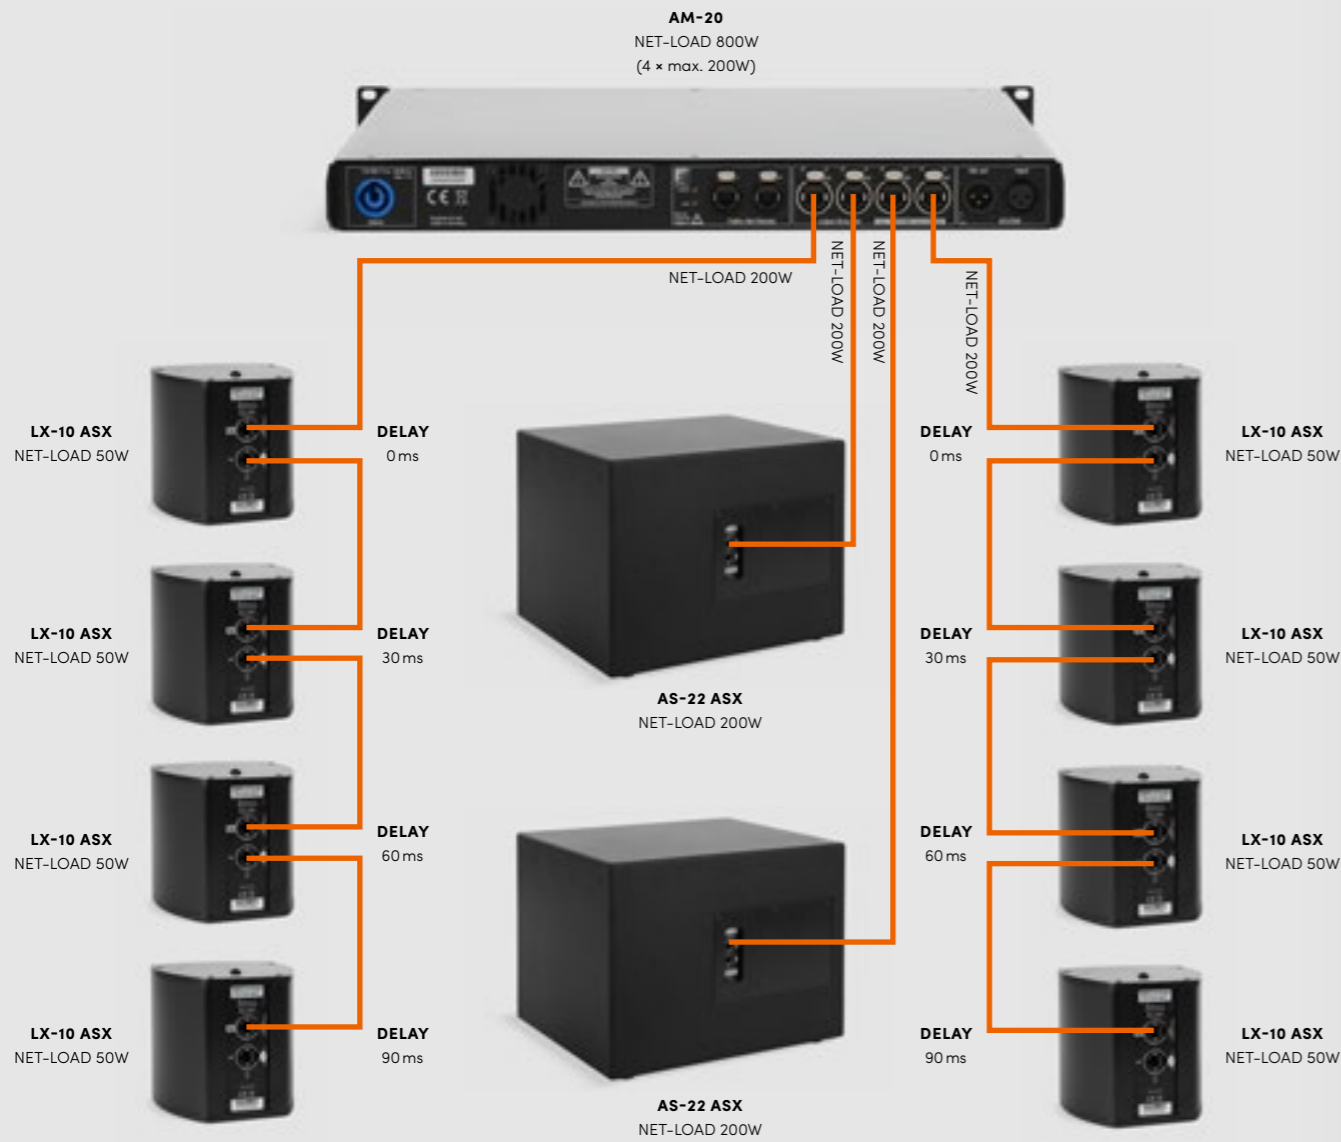 AM-20
NET-LOAD 800W
(4 × max. 200W)
CE
NET-LOAD 200W
NET-LOAD 200W
NET-LOAD 200W
NET-LOAD 200W
LX-10 ASX
NET-LOAD 50W
DELAY
0 ms
DELAY
0 ms
LX-10 ASX
NET-LOAD 50W
LX-10 ASX
NET-LOAD 50W
DELAY
30 ms
DELAY
30 ms
LX-10 ASX
NET-LOAD 50W
AS-22 ASX
NET-LOAD 200W
LX-10 ASX
NET-LOAD 50W
DELAY
60 ms
DELAY
60 ms
LX-10 ASX
NET-LOAD 50W
LX-10 ASX
NET-LOAD 50W
DELAY
90 ms
DELAY
90 ms
LX-10 ASX
NET-LOAD 50W
AS-22 ASX
NET-LOAD 200W